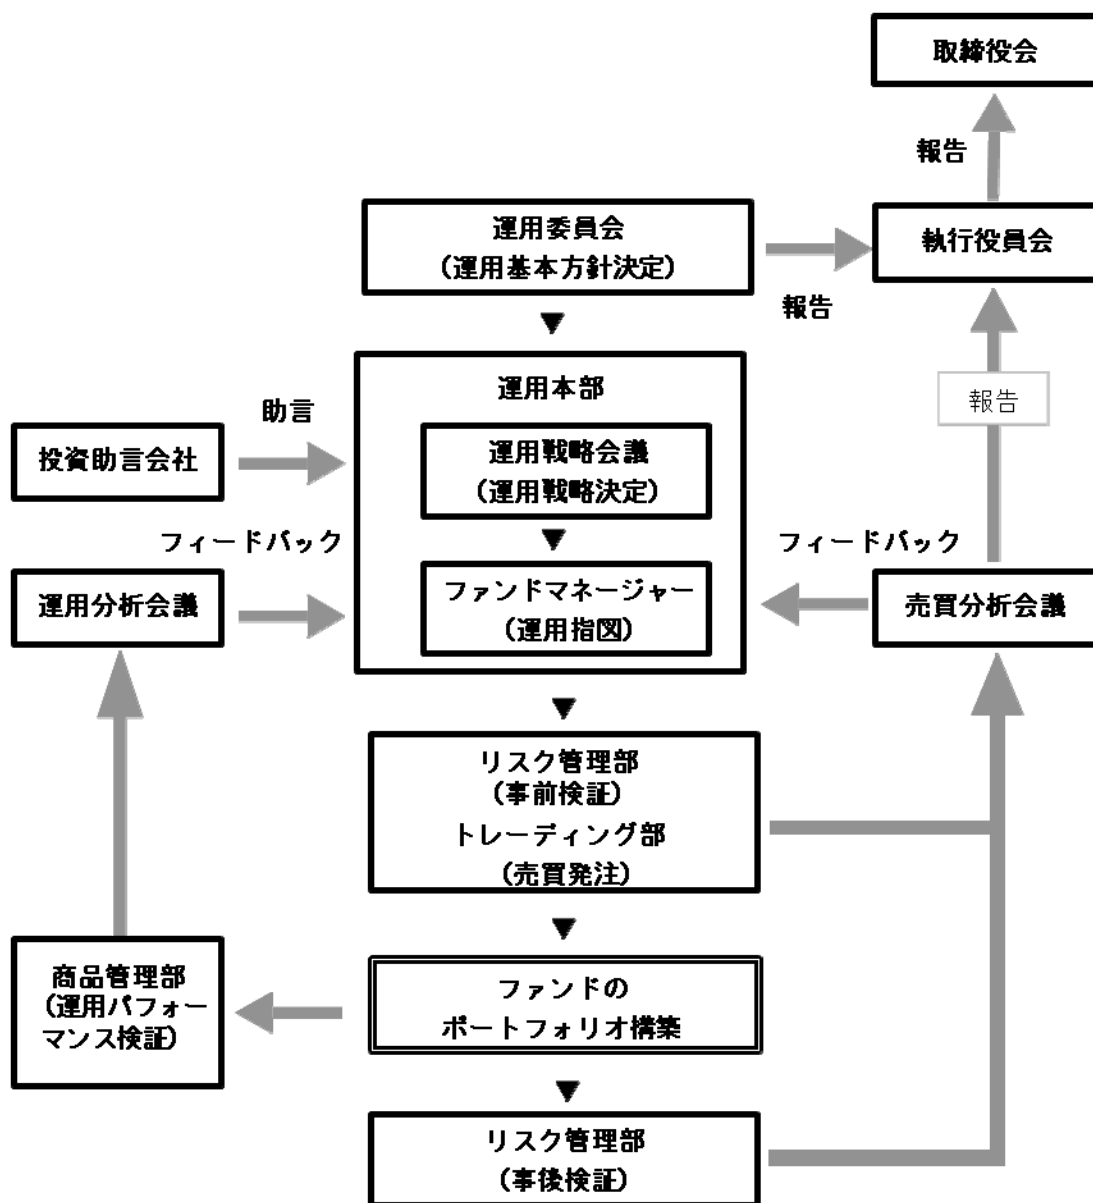 取締役会
報告
運用委員会
(運用基本方針決定)
執行役員会
報告
運用本部
報告
助言
投資助言会社
運用戦略会議
(運用戦略決定)
フィードバック
フィードバック
運用分析会議
ファンドマネージャー
(運用指図)
売買分析会議
リスク管理部
(事前検証)
トレーディング部
(売買発注)
商品管理部
(運用パフォー
マンス検証)
ファンドの
ポートフォリオ構築
リスク管理部
(事後検証)